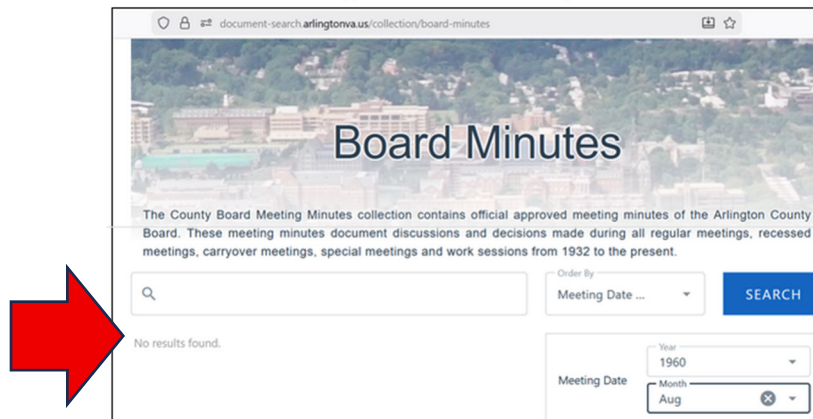 document-search.arlingtonva.us/collection/board-minutes
Board Minutes
The County Board Meeting Minutes collection contains official approved meeting minutes of the Arlington County
Board. These meeting minutes document discussions and decisions made during all regular meetings, recessed
meetings, carryover meetings, special meetings and work sessions from 1932 to the present.
Order By
Meeting Date ...
SEARCH
No results found.
Meeting Date
Year
1960
Month
Aug